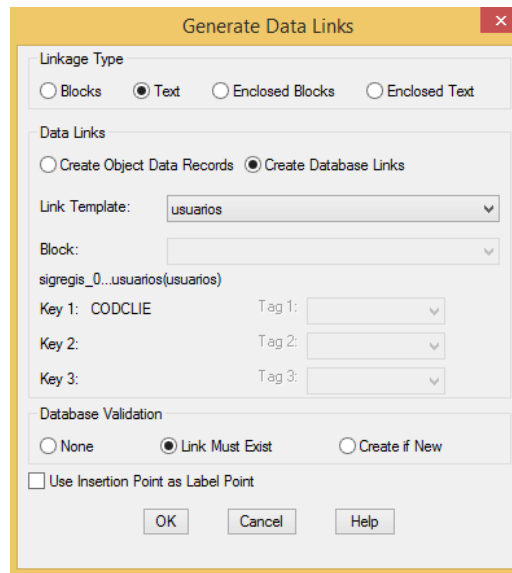 Generate Data Links
Linkage Type
Blocks Text Enclosed Blocks Enclosed Text
Data Links
Create Object Data Records Create Database Links
Link Template: usuarios
Block:
sigregis_0...usuarios(usuarios)
Key 1: CODCLIE Tag 1:
Key 2: Tag 2:
Key 3: Tag 3:
Database Validation
None Link Must Exist Create if New
Use Insertion Point as Label Point
OK Cancel Help